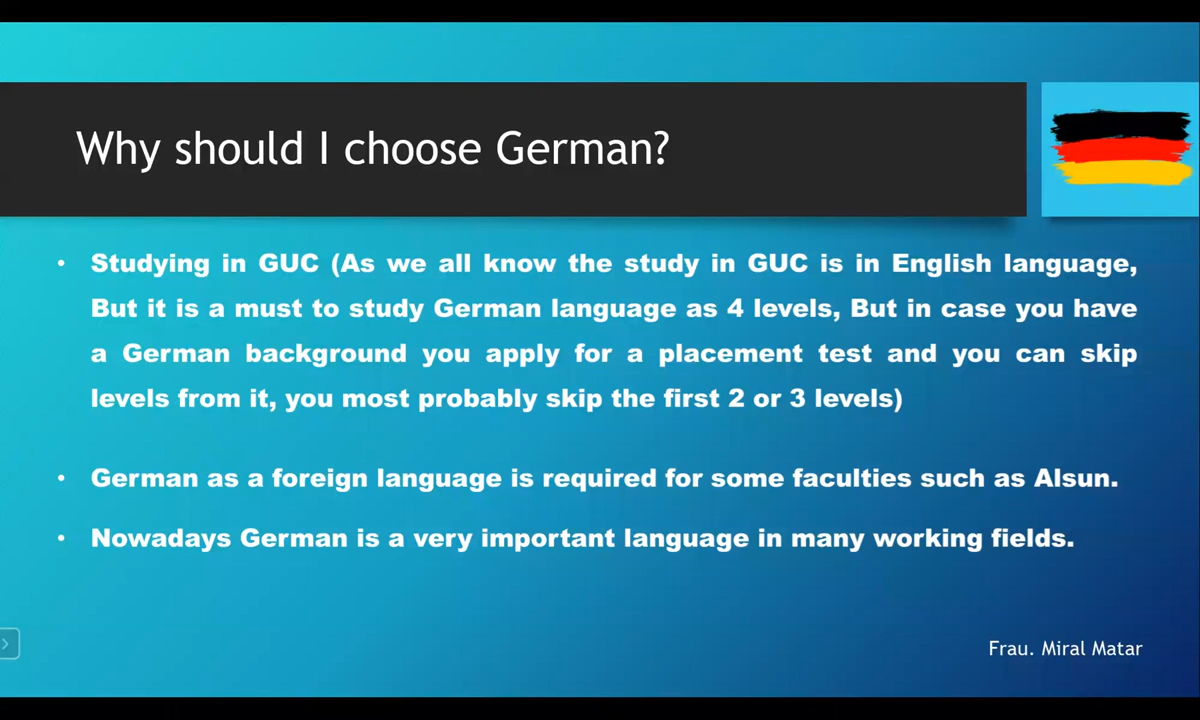 Why should I choose German?
• Studying in GUC (As we all know the study in GUC is in English language,
But it is a must to study German language as 4 levels, But in case you have
a German background you apply for a placement test and you can skip
levels from it, you most probably skip the first 2 or 3 levels)
• German as a foreign language is required for some faculties such as Alsun.
• Nowadays German is a very important language in many working fields.
Frau. Miral Matar